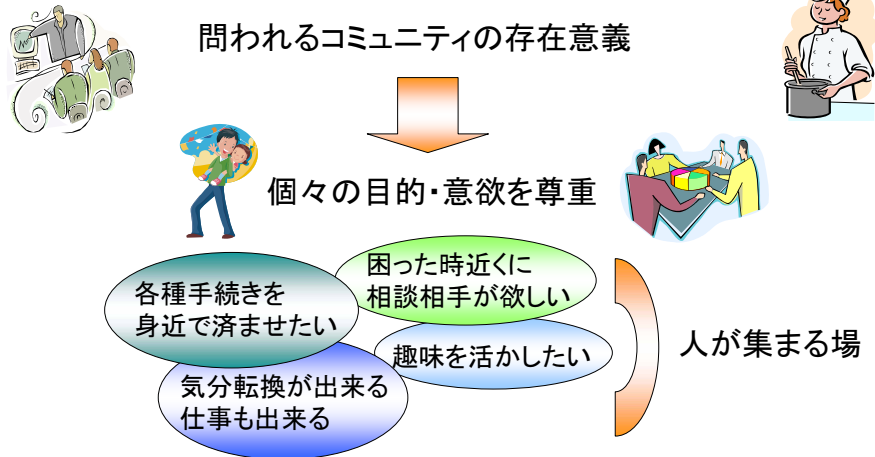 問われるコミュニティの存在意義
個々の目的・意欲を尊重
困った時近くに
相談相手が欲しい
各種手続きを
身近で済ませたい
趣味を活かしたい
人が集まる場
気分転換が出来る
仕事も出来る